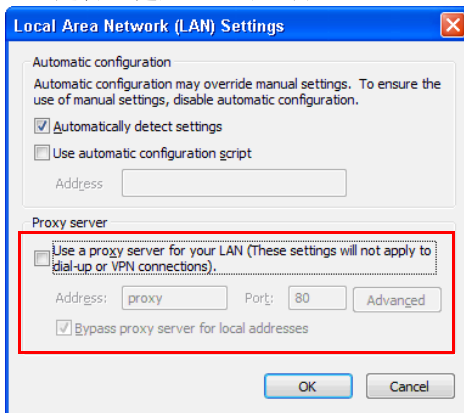 Local Area Network (LAN) Settings
Automatic configuration
Automatic configuration may override manual settings. To ensure the
use of manual settings, disable automatic configuration.
Automatically detect settings
Use automatic configuration script
Address
Proxy server
Use a proxy server for your LAN (These settings will not apply to
dial-up or VPN connections).
Address: proxy Port: 80 Advanced
Bypass proxy server for local addresses
OK Cancel